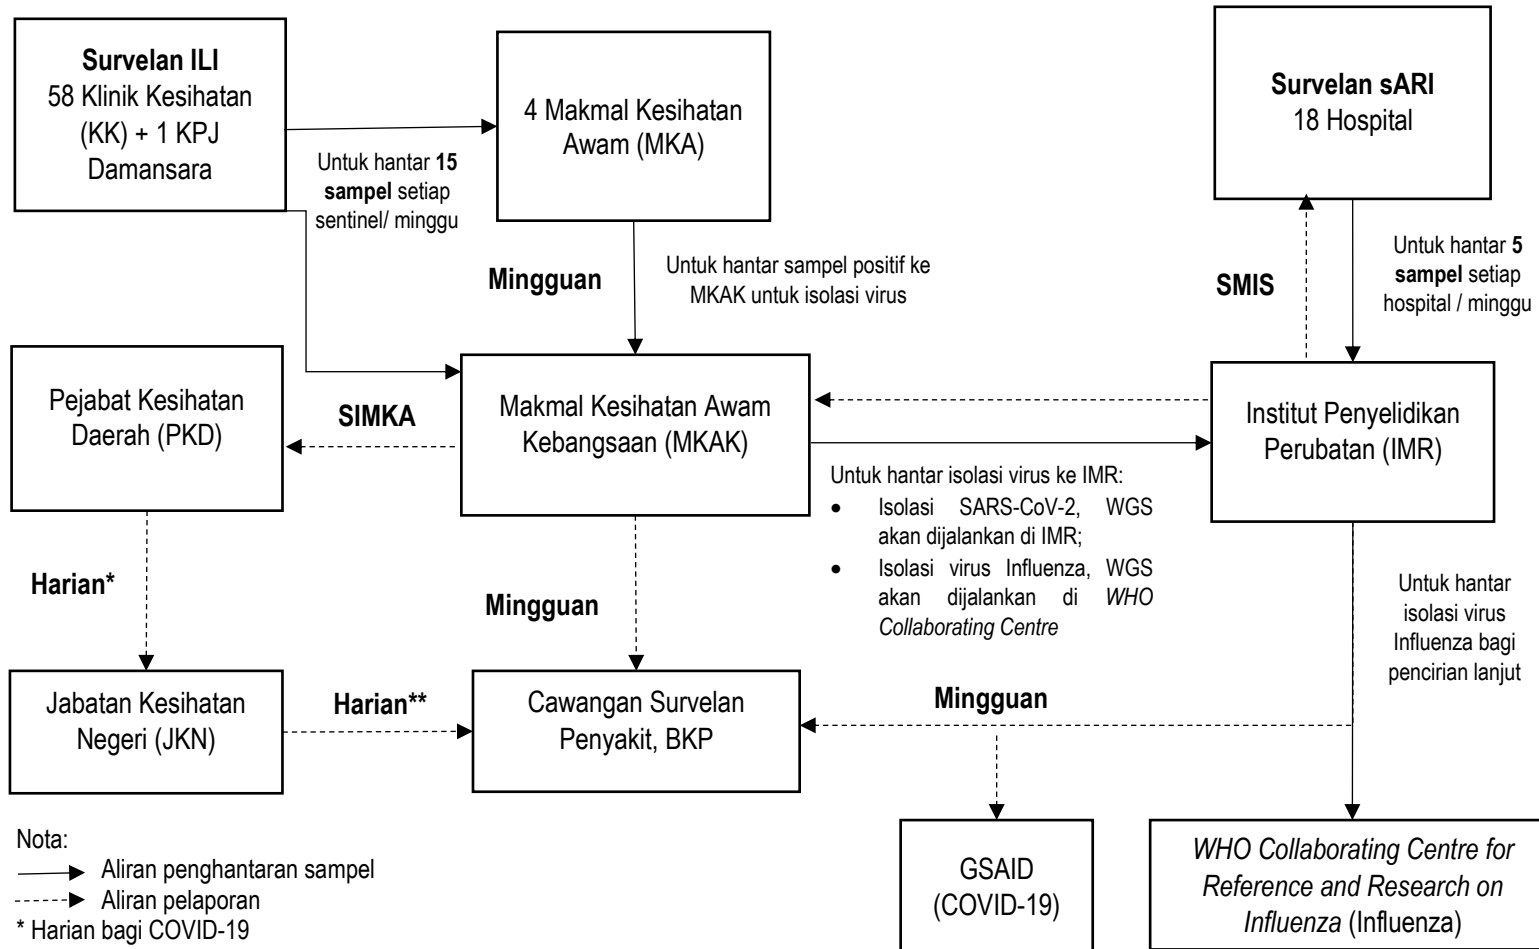 Survelan ILI
58 Klinik Kesihatan
(KK) + 1 KPJ
Damansara
Untuk hantar 15
sampel setiap
sentinel/ minggu
4 Makmal Kesihatan
Awam (MKA)
Survelan sARI
18 Hospital
Mingguan
Untuk hantar sampel positif ke
MKAK untuk isolasi virus
SMIS
Untuk hantar 5
sampel setiap
hospital / minggu
Pejabat Kesihatan
Daerah (PKD)
SIMKA
Makmal Kesihatan Awam
Kebangsaan (MKAK)
Institut Penyelidikan
Perubatan (IMR)
Untuk hantar isolasi virus ke IMR:
● Isolasi SARS-CoV-2, WGS
akan dijalankan di IMR;
● Isolasi virus Influenza, WGS
akan dijalankan di WHO
Collaborating Centre
Harian*
Mingguan
Untuk hantar
isolasi virus
Influenza bagi
pencirian lanjut
Jabatan Kesihatan
Negeri (JKN)
Harian**
Cawangan Survelan
Penyakit, BKP
Mingguan
GSAID
(COVID-19)
WHO Collaborating Centre for
Reference and Research on
Influenza (Influenza)
Nota:
Aliran penghantaran sampel
Aliran pelaporan
* Harian bagi COVID-19